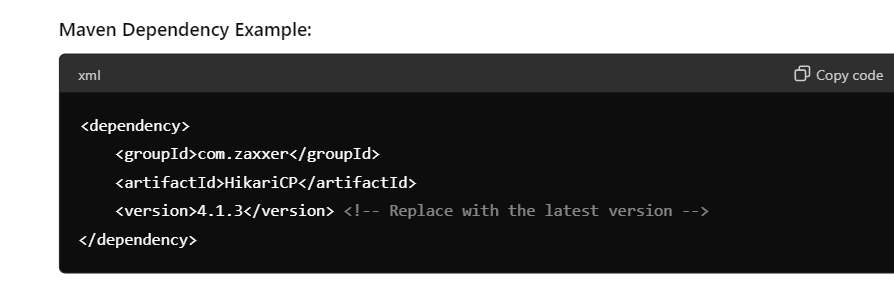 Maven Dependency Example:
xml
Copy code
<dependency>
    <groupId>com.zaxxer</groupId>
    <artifactId>HikariCP</artifactId>
    <version>4.1.3</version> <!-- Replace with the latest version -->
</dependency>